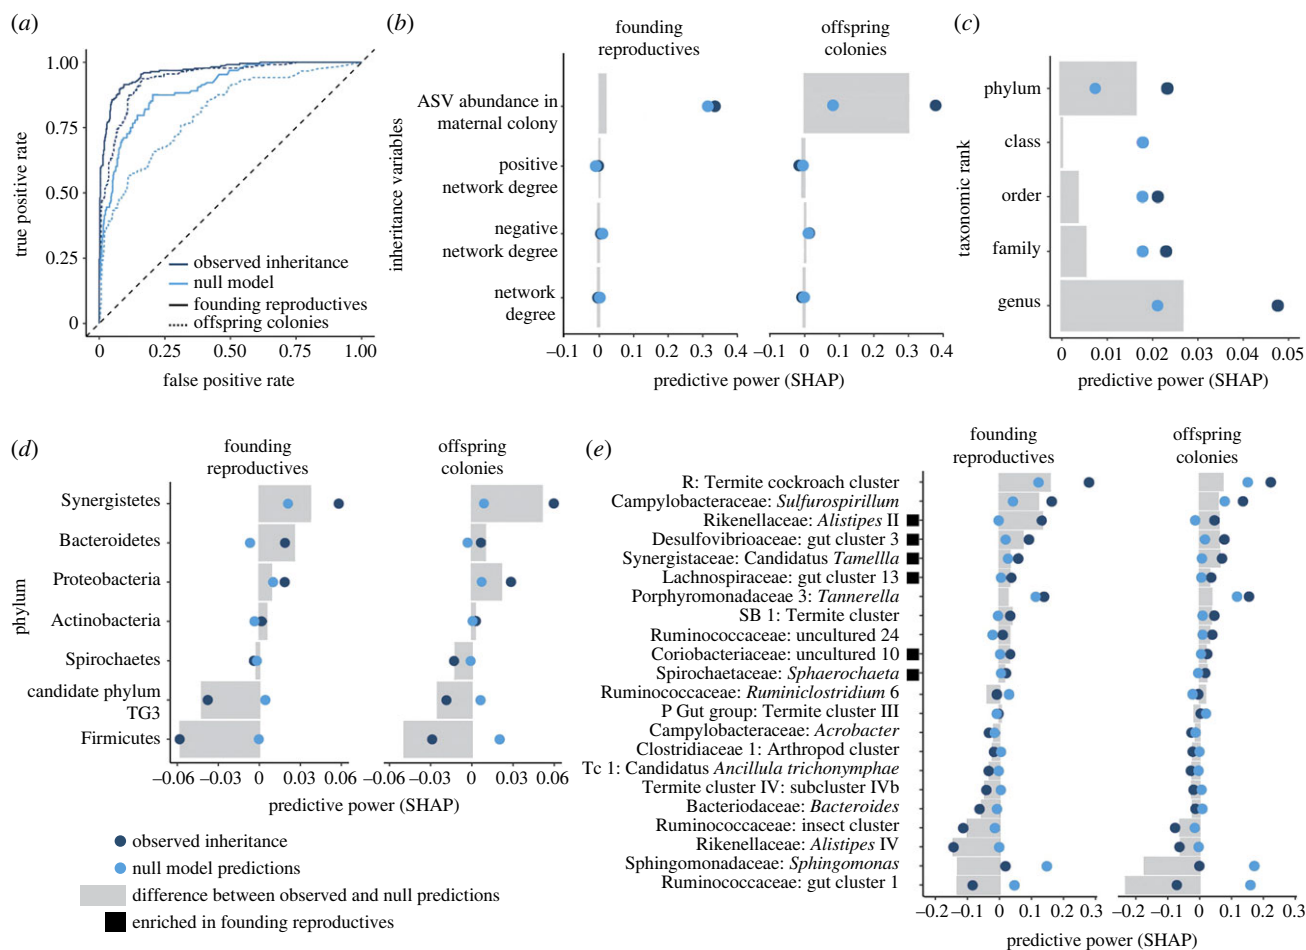 (a)
1.00
0.75
0.50
0.25
0
true positive rate
observed inheritance
null model
founding reproductives
offspring colonies
0 0.25 0.50 0.75 1.00
false positive rate
(b)
founding
reproductives
offspring
colonies
inheritance variables
ASV abundance in
maternal colony
positive
network degree
negative
network degree
network
degree
–0.1 0 0.1 0.2 0.3 0.4
–0.1 0 0.1 0.2 0.3 0.4
predictive power (SHAP)
(c)
taxonomic rank
phylum
class
order
family
genus
0 0.01 0.02 0.03 0.04 0.05
predictive power (SHAP)
(d)
founding
reproductives
offspring
colonies
phylum
Synergistetes
Bacteroidetes
Proteobacteria
Actinobacteria
Spirochaetes
candidate phylum
TG3
Firmicutes
–0.06 –0.03 0 0.03 0.06
–0.06 –0.03 0 0.03 0.06
predictive power (SHAP)
observed inheritance
null model predictions
difference between observed and null predictions
enriched in founding reproductives
(e)
founding
reproductives
offspring
colonies
R: Termite cockroach cluster
Campylobacteraceae: Sulfurospirillum
Rikenellaceae: Alistipes II
Desulfovibrioaceae: gut cluster 3
Synergistaceae: Candidatus Tamellla
Lachnospiraceae: gut cluster 13
Porphyromonadaceae 3: Tannerella
SB 1: Termite cluster
Ruminococcaceae: uncultured 24
Coriobacteriaceae: uncultured 10
Spirochaetaceae: Sphaerochaeta
Ruminococcaceae: Ruminiclostridium 6
P Gut group: Termite cluster III
Campylobacteraceae: Acrobacter
Clostridiaceae 1: Arthropod cluster
Tc 1: Candidatus Ancillula trichonymphae
Termite cluster IV: subcluster IVb
Bacteriodaceae: Bacteroides
Ruminococcaceae: insect cluster
Rikenellaceae: Alistipes IV
Sphingomonadaceae: Sphingomonas
Ruminococcaceae: gut cluster 1
–0.2 –0.1 0 0.1 0.2 0.3
–0.2 –0.1 0 0.1 0.2 0.3
predictive power (SHAP)